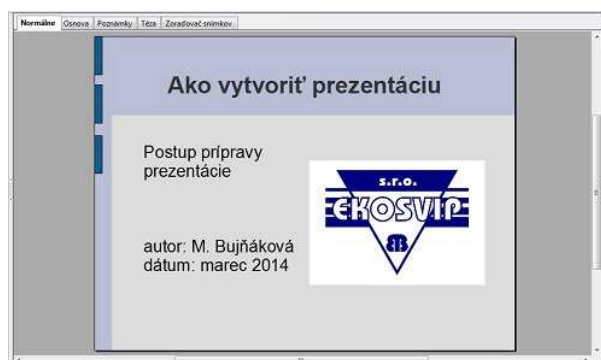 Normálne Osnova Poznámky Téza Zoraďovač snímkov
Ako vytvoriť prezentáciu
Postup prípravy
prezentácie
s.r.o.
EKOSVIP
autor: M. Bujňáková
dátum: marec 2014